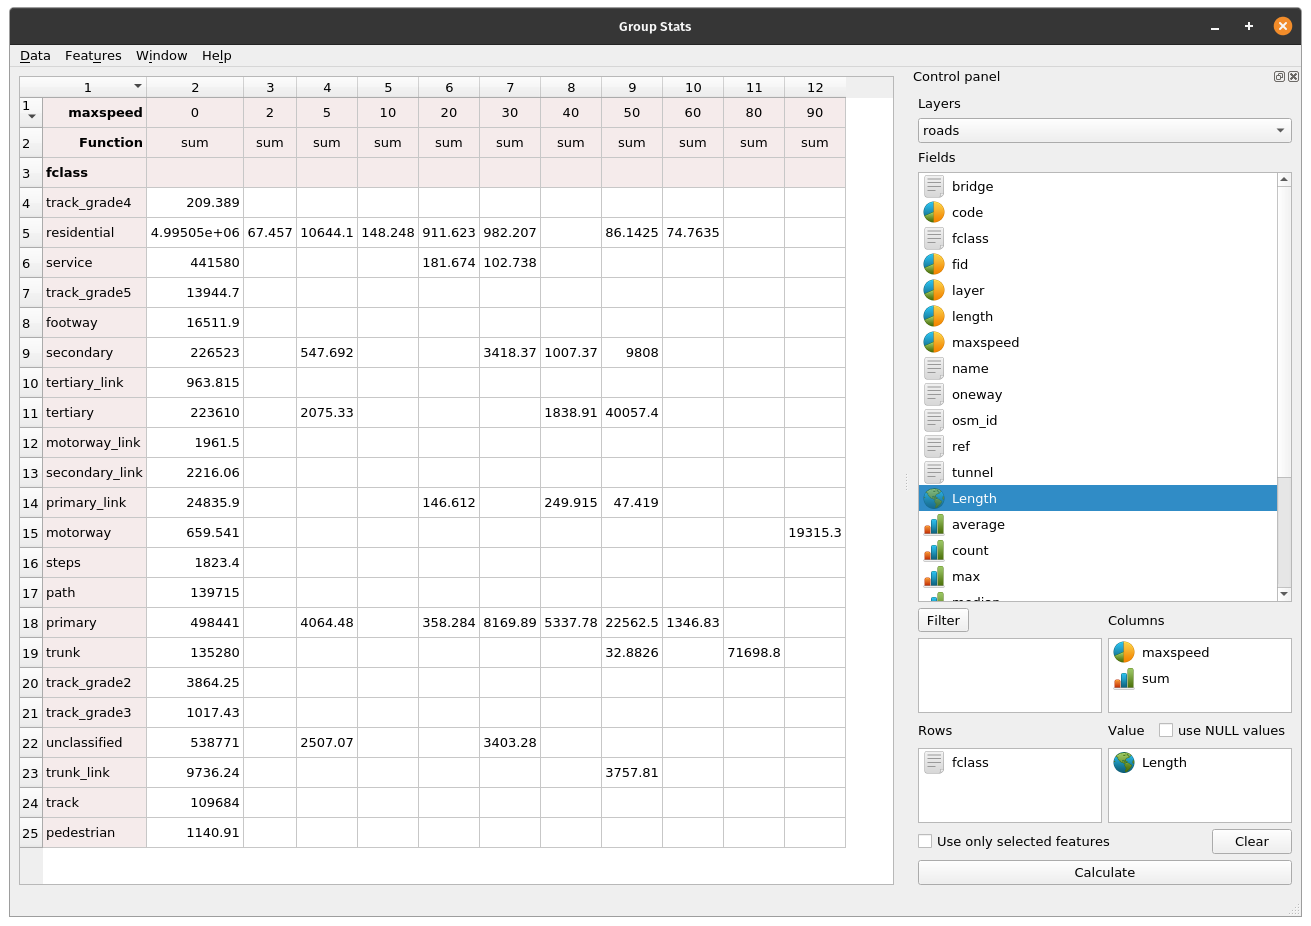 Group Stats
Data Features Window Help
1 2 3 4 5 6 7 8 9 10 11 12
1 maxspeed 0 2 5 10 20 30 40 50 60 80 90
2 Function sum sum sum sum sum sum sum sum sum sum sum
3 fclass
4 track_grade4 209.389
5 residential 4.99505e+06 67.457 10644.1 148.248 911.623 982.207 86.1425 74.7635
6 service 441580 181.674 102.738
7 track_grade5 13944.7
8 footway 16511.9
9 secondary 226523 547.692 3418.37 1007.37 9808
10 tertiary_link 963.815
11 tertiary 223610 2075.33 1838.91 40057.4
12 motorway_link 1961.5
13 secondary_link 2216.06
14 primary_link 24835.9 146.612 249.915 47.419
15 motorway 659.541 19315.3
16 steps 1823.4
17 path 139715
18 primary 498441 4064.48 358.284 8169.89 5337.78 22562.5 1346.83
19 trunk 135280 32.8826 71698.8
20 track_grade2 3864.25
21 track_grade3 1017.43
22 unclassified 538771 2507.07 3403.28
23 trunk_link 9736.24 3757.81
24 track 109684
25 pedestrian 1140.91
Control panel
Layers
roads
Fields
bridge
code
fclass
fid
layer
length
maxspeed
name
oneway
osm_id
ref
tunnel
Length
average
count
max
median
Filter Columns
maxspeed
sum
Rows Value use NULL values
fclass Length
Use only selected features Clear
Calculate